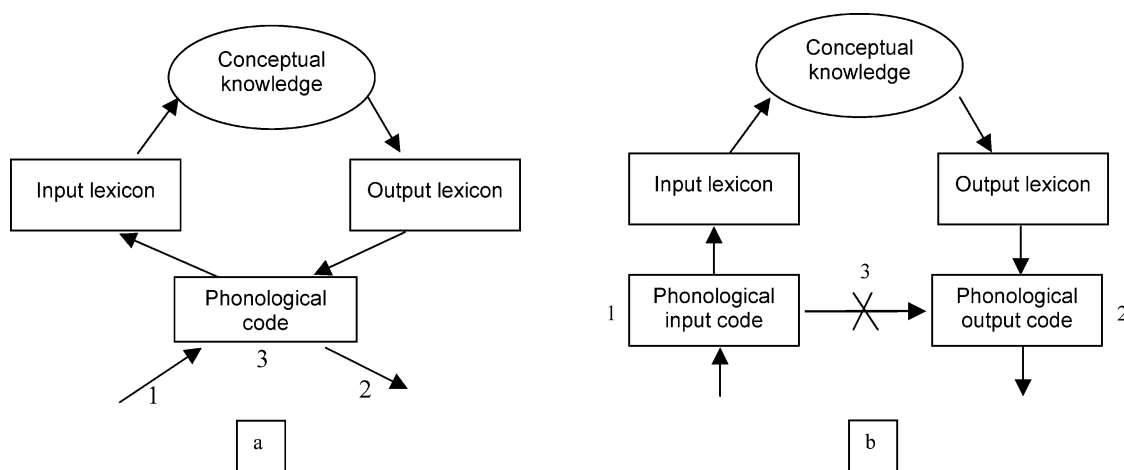 Conceptual
knowledge
Input lexicon
Output lexicon
Phonological
code
3
1
2
a
Conceptual
knowledge
Input lexicon
Output lexicon
3
1
Phonological
input code
Phonological
output code
2
b